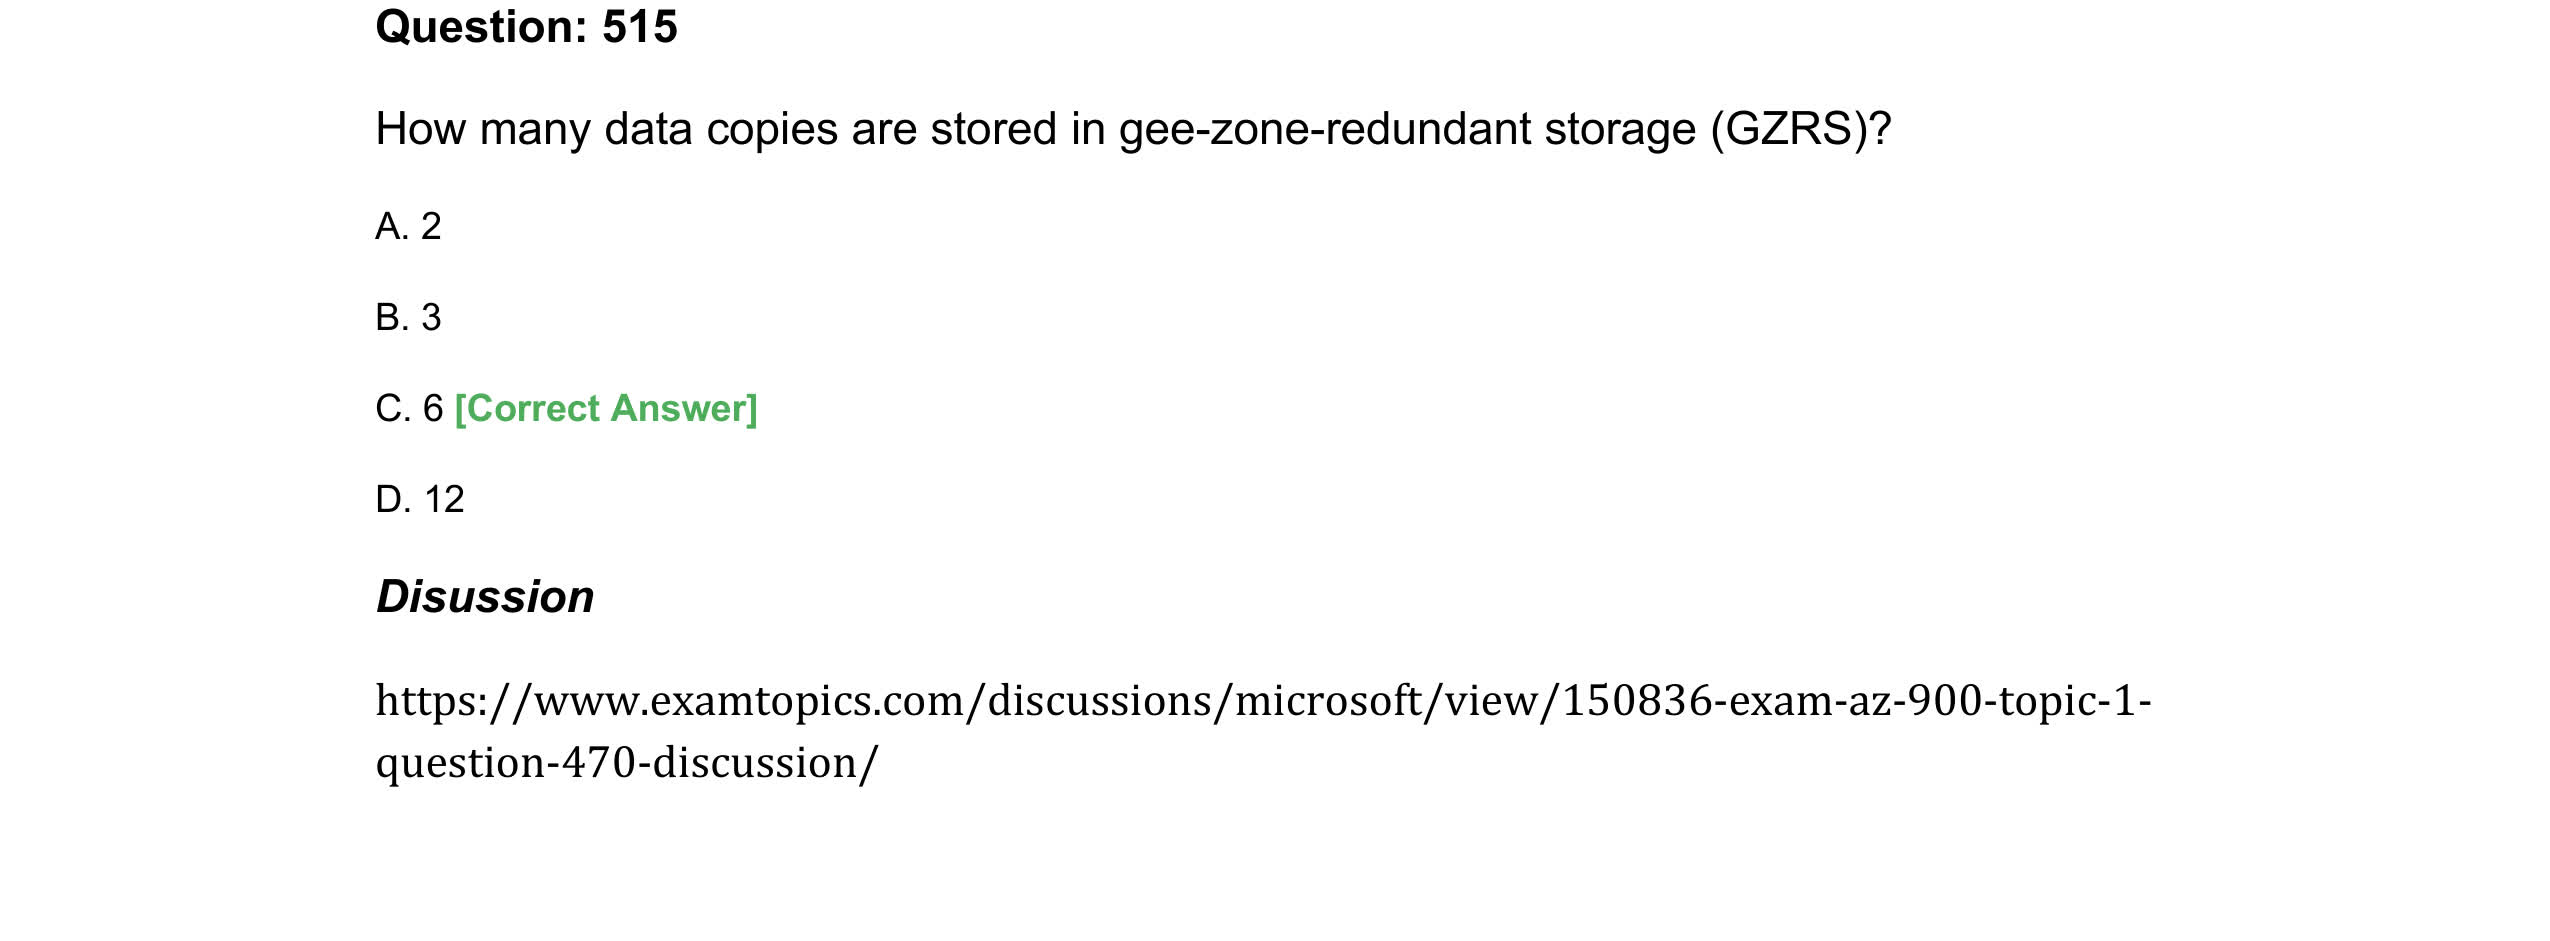 Question: 515
How many data copies are stored in gee-zone-redundant storage (GZRS)?
A. 2
B. 3
C. 6 [Correct Answer]
D. 12
Disussion
https://www.examtopics.com/discussions/microsoft/view/150836-exam-az-900-topic-1-
question-470-discussion/